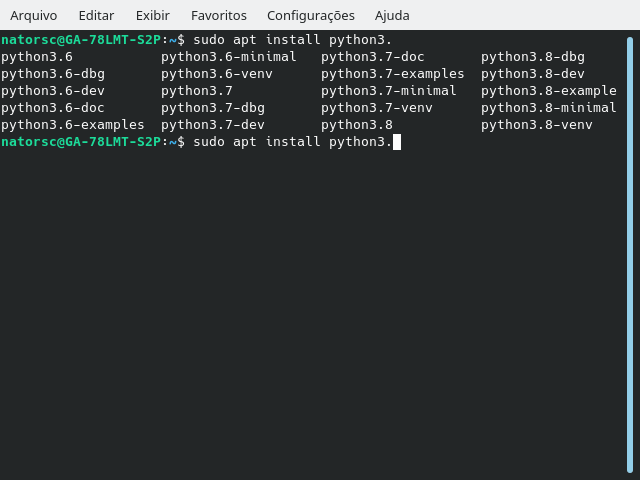 Arquivo Editar Exibir Favoritos Configurações Ajuda
natorsc@GA-78LMT-S2P:~$ sudo apt install python3.
python3.6 python3.6-minimal python3.7-doc python3.8-dbg
python3.6-dbg python3.6-venv python3.7-examples python3.8-dev
python3.6-dev python3.7 python3.7-minimal python3.8-example
python3.6-doc python3.7-dbg python3.7-venv python3.8-minimal
python3.6-examples python3.7-dev python3.8 python3.8-venv
natorsc@GA-78LMT-S2P:~$ sudo apt install python3.